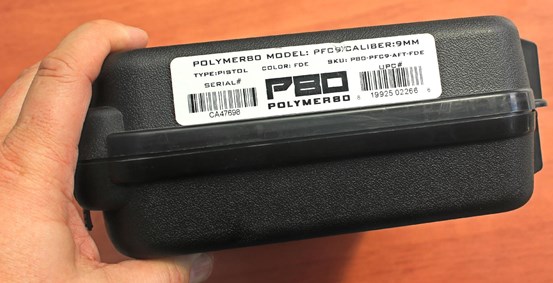 POLYMER80 MODEL: PFC9/CALIBER:9MM
TYPE:PISTOL COLOR: FDE SKU: P80-PFC9-AFT-FDE
SERIAL# UPC#
P80
POLYMER80
CA47698
19925 02266